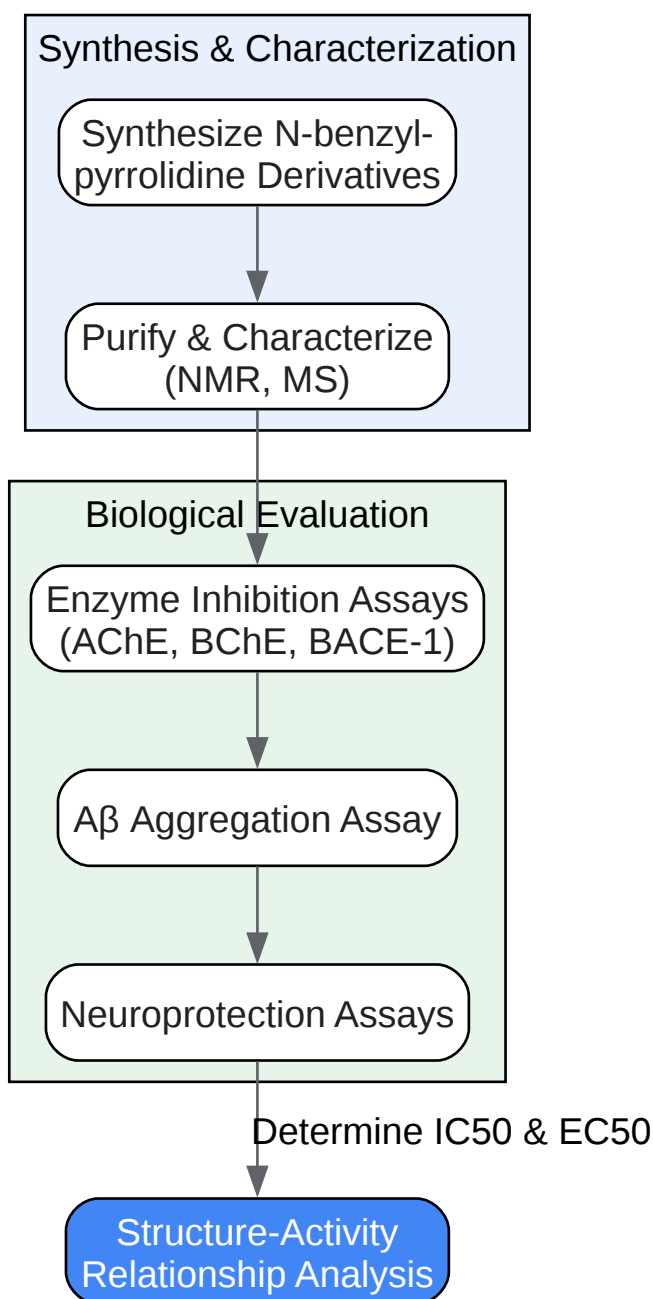 Synthesis & Characterization
Synthesize N-benzyl-
pyrrolidine Derivatives
Purify & Characterize
(NMR, MS)
Biological Evaluation
Enzyme Inhibition Assays
(AChE, BChE, BACE-1)
Aβ Aggregation Assay
Neuroprotection Assays
Determine IC50 & EC50
Structure-Activity
Relationship Analysis